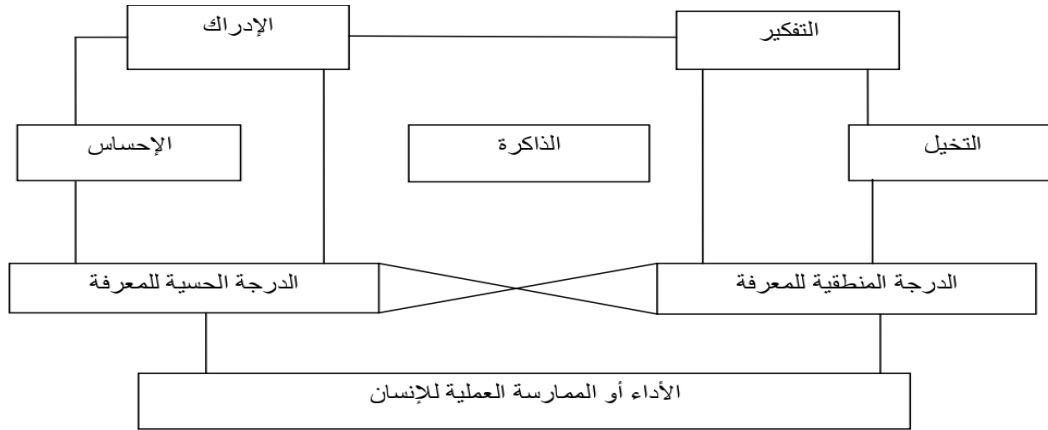 التفكير
الإدراك
التخيل
الذاكرة
الإحساس
الدرجة المنطقية للمعرفة
الدرجة الحسية للمعرفة
الأداء أو الممارسة العملية للإنسان